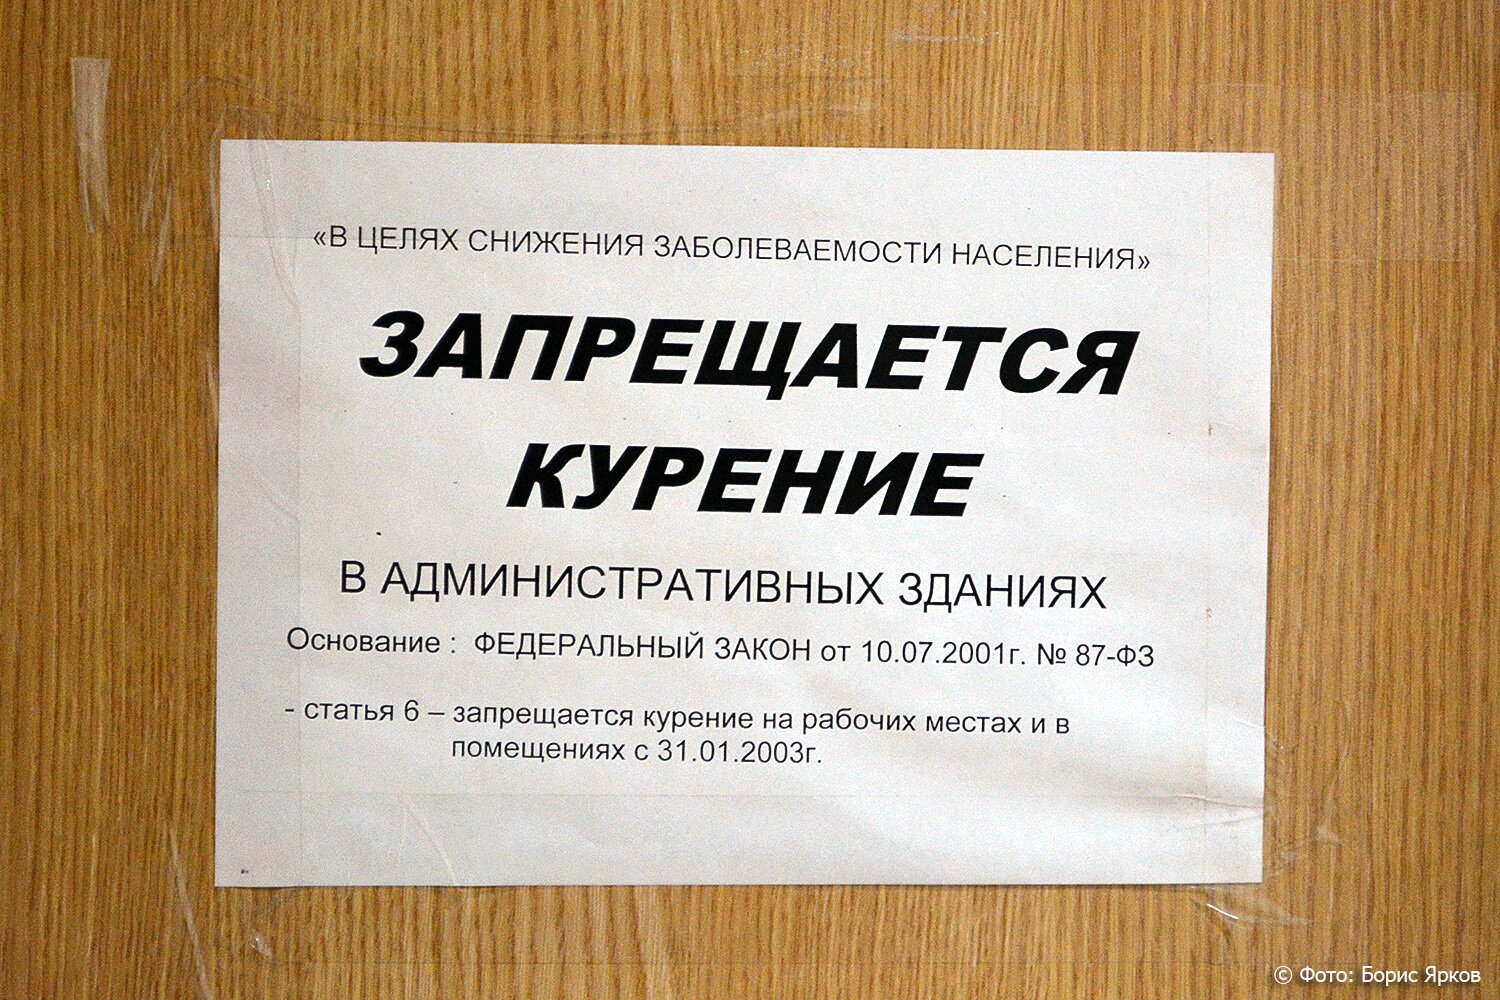 «В ЦЕЛЯХ СНИЖЕНИЯ ЗАБОЛЕВАЕМОСТИ НАСЕЛЕНИЯ»
ЗАПРЕЩАЕТСЯ
КУРЕНИЕ
В АДМИНИСТРАТИВНЫХ ЗДАНИЯХ
Основание : ФЕДЕРАЛЬНЫЙ ЗАКОН от 10.07.2001г. № 87-ФЗ
- статья 6 – запрещается курение на рабочих местах и в
помещениях с 31.01.2003г.
© Фото: Борис Ярков